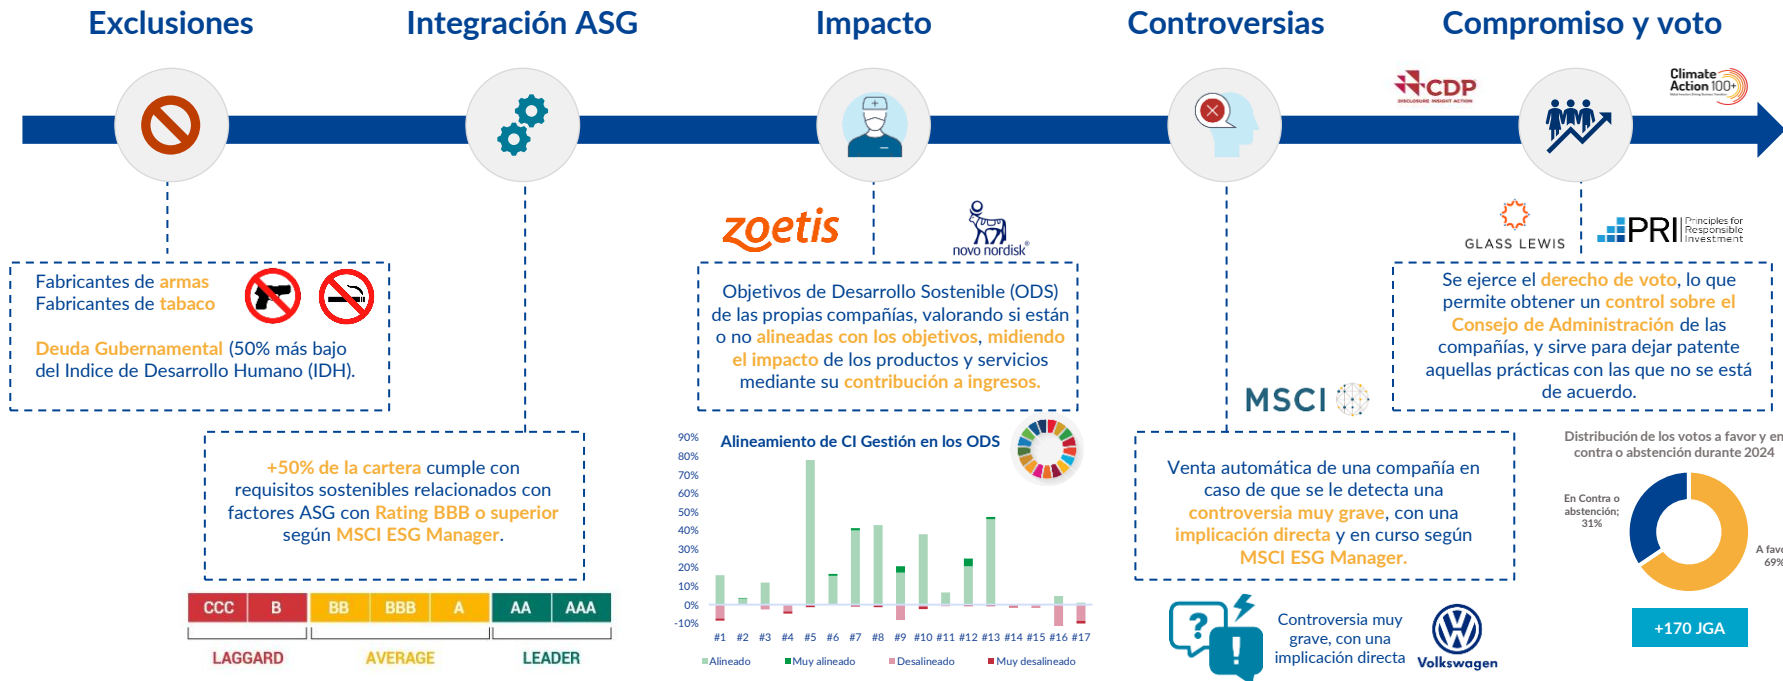 Exclusiones
Integración ASG
Impacto
Controversias
Compromiso y voto
CDP
DISCLOSURE INSIGHT ACTION
Climate
Action 100+
Fabricantes de armas
Fabricantes de tabaco
Deuda Gubernamental (50% más bajo
del Indice de Desarrollo Humano (IDH).
+50% de la cartera cumple con
requisitos sostenibles relacionados con
factores ASG con Rating BBB o superior
según MSCI ESG Manager.
CCC B BB BBB A AA AAA
LAGGARD AVERAGE LEADER
zoetis
novo nordisk®
Objetivos de Desarrollo Sostenible (ODS)
de las propias compañías, valorando si están
o no alineadas con los objetivos, midiendo
el impacto de los productos y servicios
mediante su contribución a ingresos.
Alineamiento de CI Gestión en los ODS
90%
80%
70%
60%
50%
40%
30%
20%
10%
0%
-10%
#1 #2 #3 #4 #5 #6 #7 #8 #9 #10 #11 #12 #13 #14 #15 #16 #17
Alineado Muy alineado Desalineado Muy desalineado
MSCI
Venta automática de una compañía en
caso de que se le detecta una
controversia muy grave, con una
implicación directa y en curso según
MSCI ESG Manager.
?
!
Controversia muy
grave, con una
implicación directa
Volkswagen
GLASS LEWIS
PRI Principles for
Responsible
Investment
Se ejerce el derecho de voto, lo que
permite obtener un control sobre el
Consejo de Administración de las
compañías, y sirve para dejar patente
aquellas prácticas con las que no se está
de acuerdo.
Distribución de los votos a favor y en
contra o abstención durante 2024
En Contra o
abstención;
31%
A favo
69%
+170 JGA